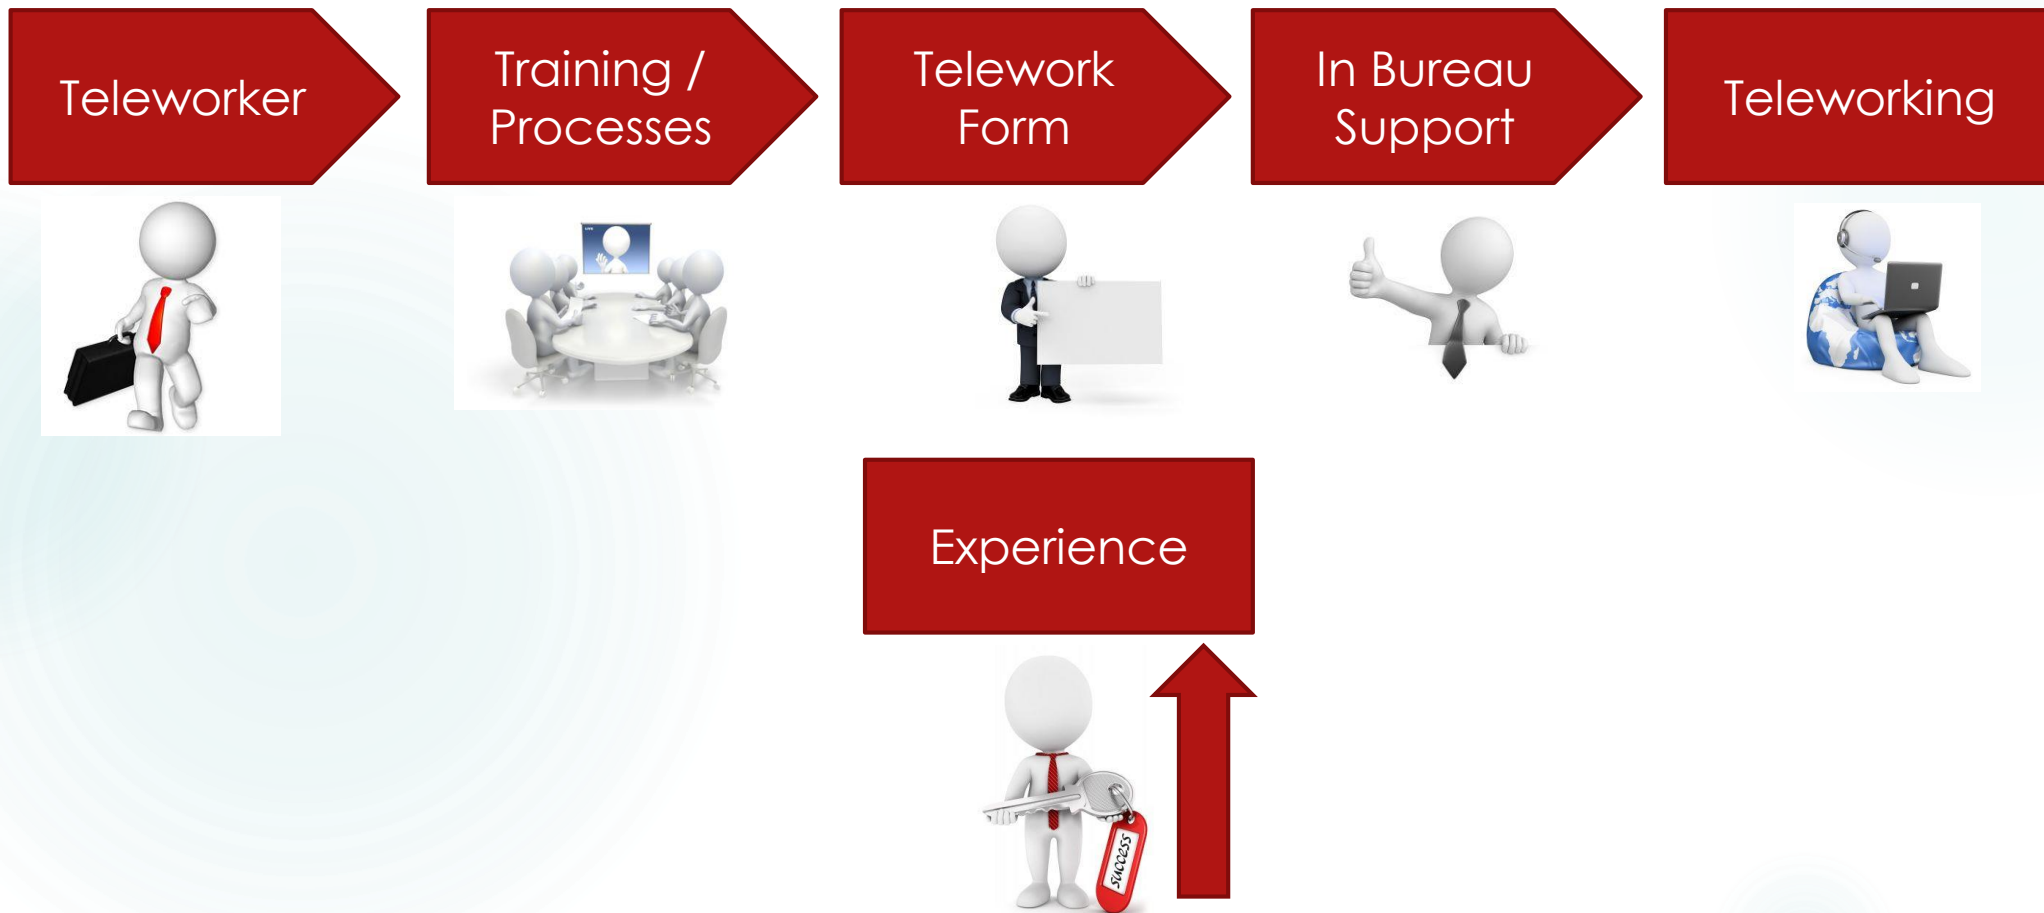 Teleworker
Training /
Processes
Telework
Form
In Bureau
Support
Teleworking
Experience
success